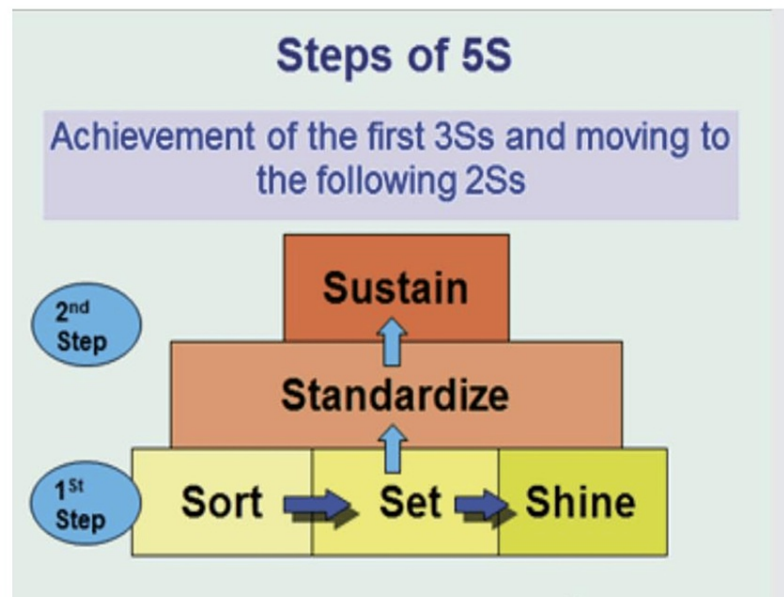 Steps of 5S
Achievement of the first 3Ss and moving to
the following 2Ss
Sustain
2nd
Step
Standardize
1St
Step
Sort
Set
Shine